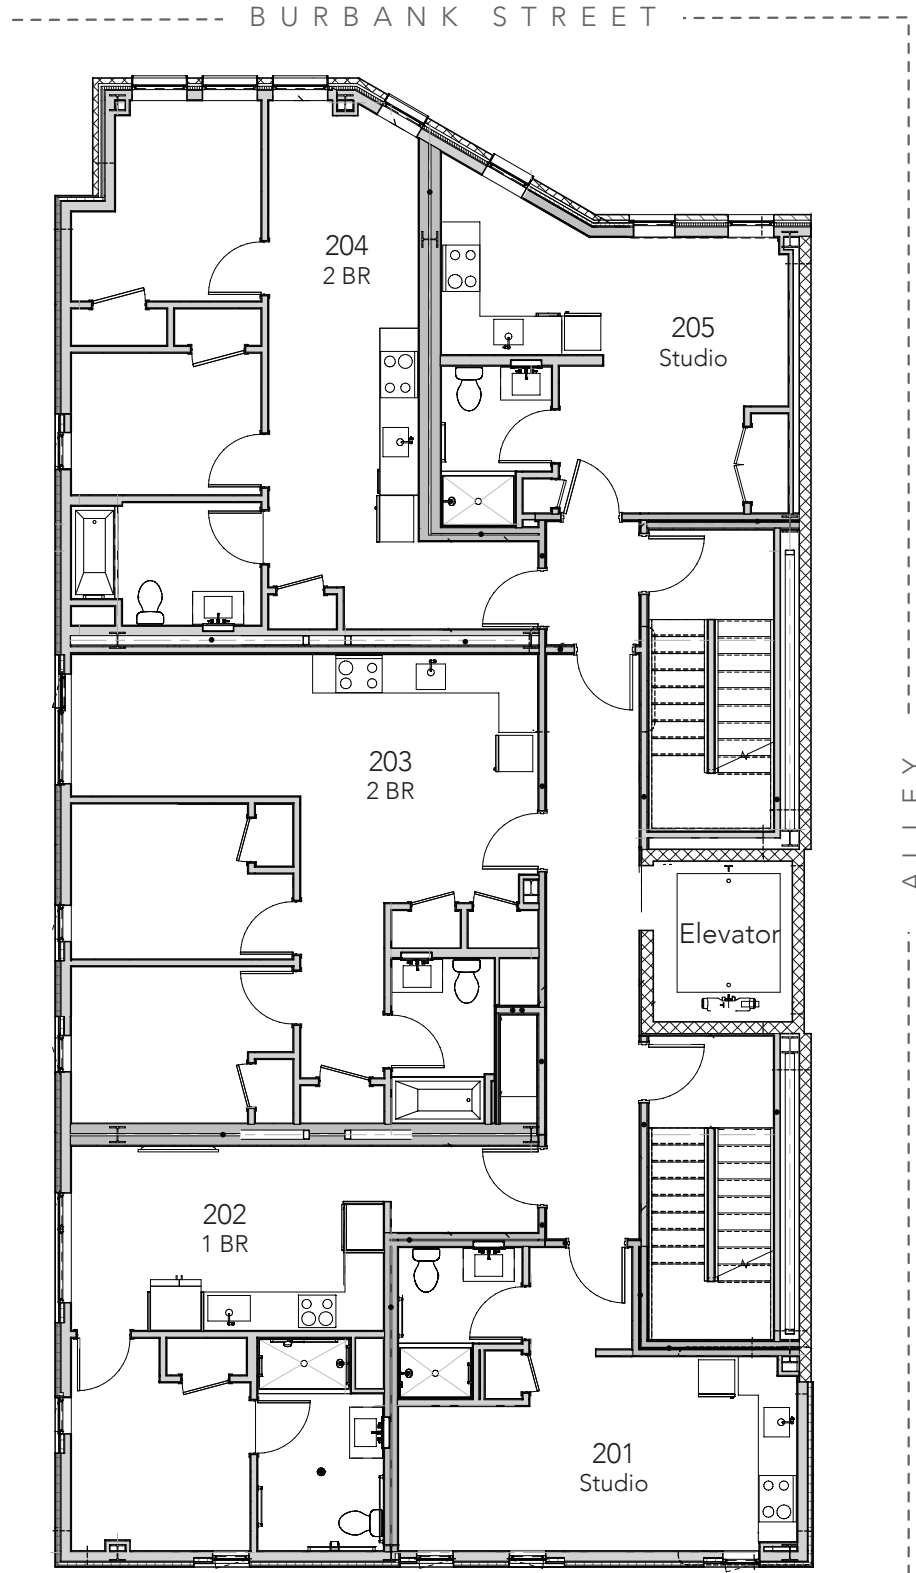 BURBANK STREET
204
2 BR
205
Studio
203
2 BR
ALLEY
Elevator
202
1 BR
201
Studio